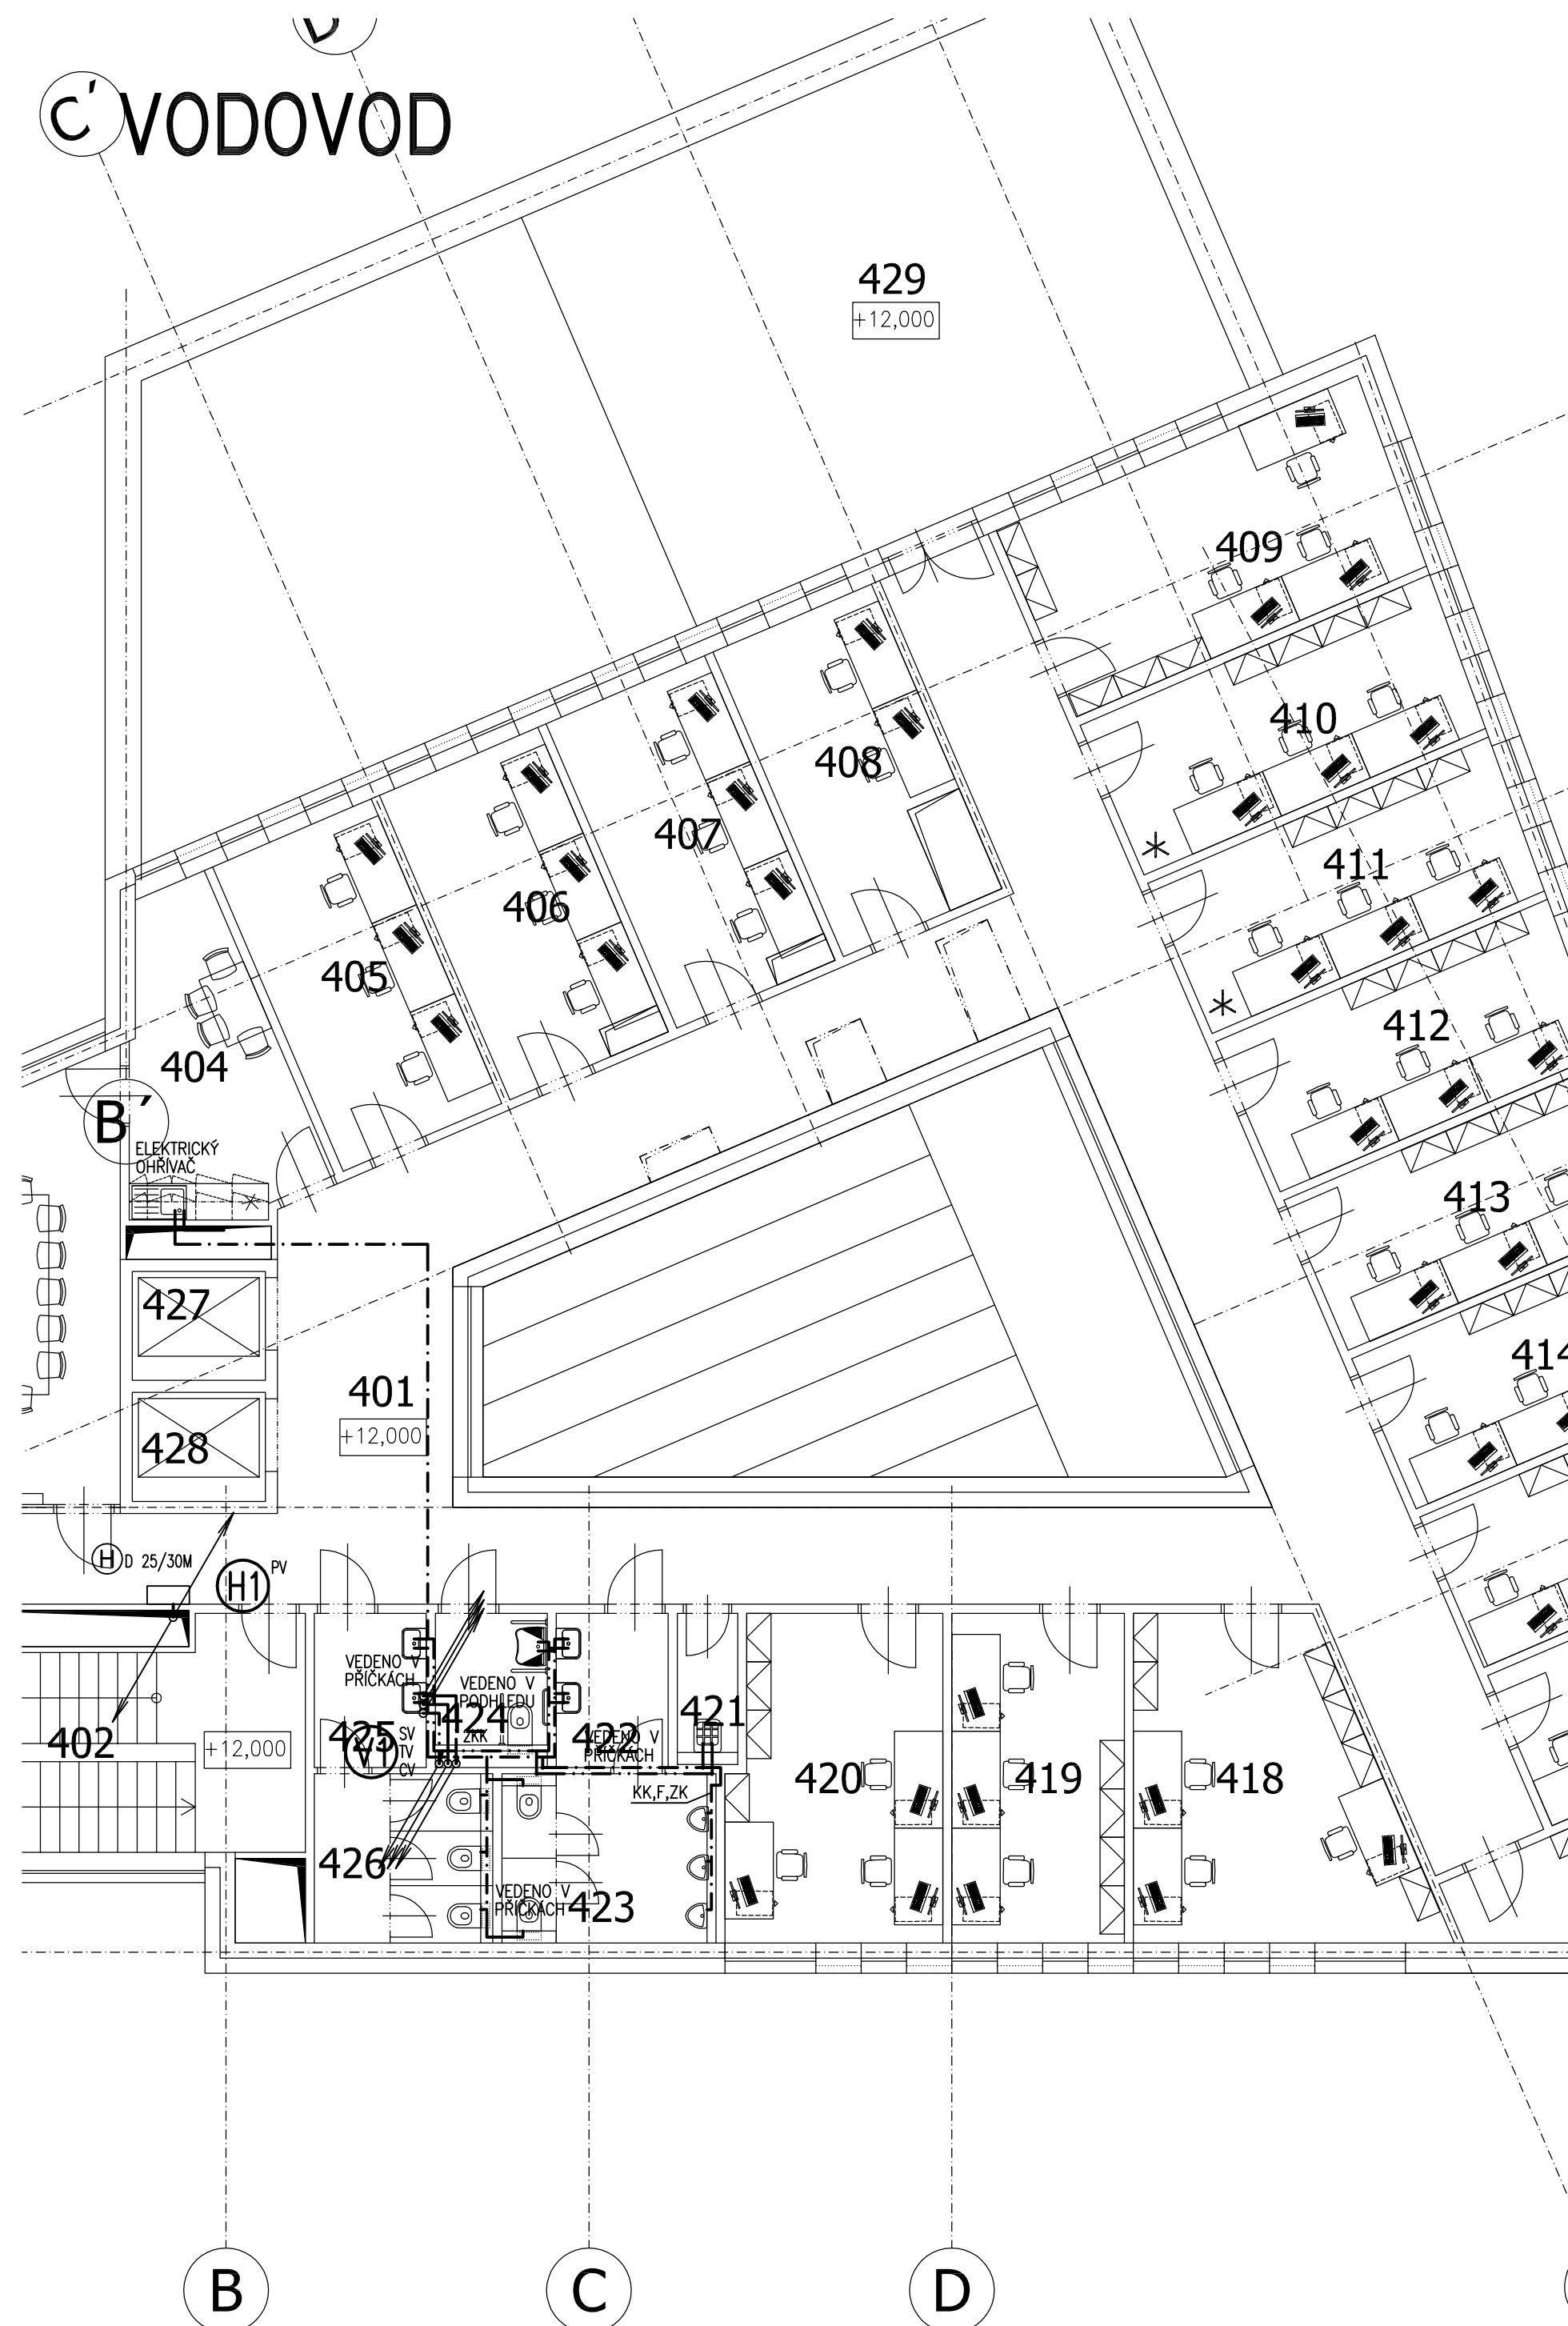 C'
VODOVOD
429
+12,000
409
410
408
407
411
406
405
412
404
B´
ELEKTRICKÝ
OHŘÍVAČ
413
427
414
401
+12,000
428
H
D 25/30M
H1
PV
VEDENO V
PŘÍČKÁCH
VEDENO V
PODHLEDU
424
ZKK
421
425
V1
SV
TV
CV
422
VEDENO V
PŘÍČKÁCH
402
+12,000
KK,F,ZK
420
419
418
426
VEDENO V
PŘÍČKÁCH
423
B
C
D